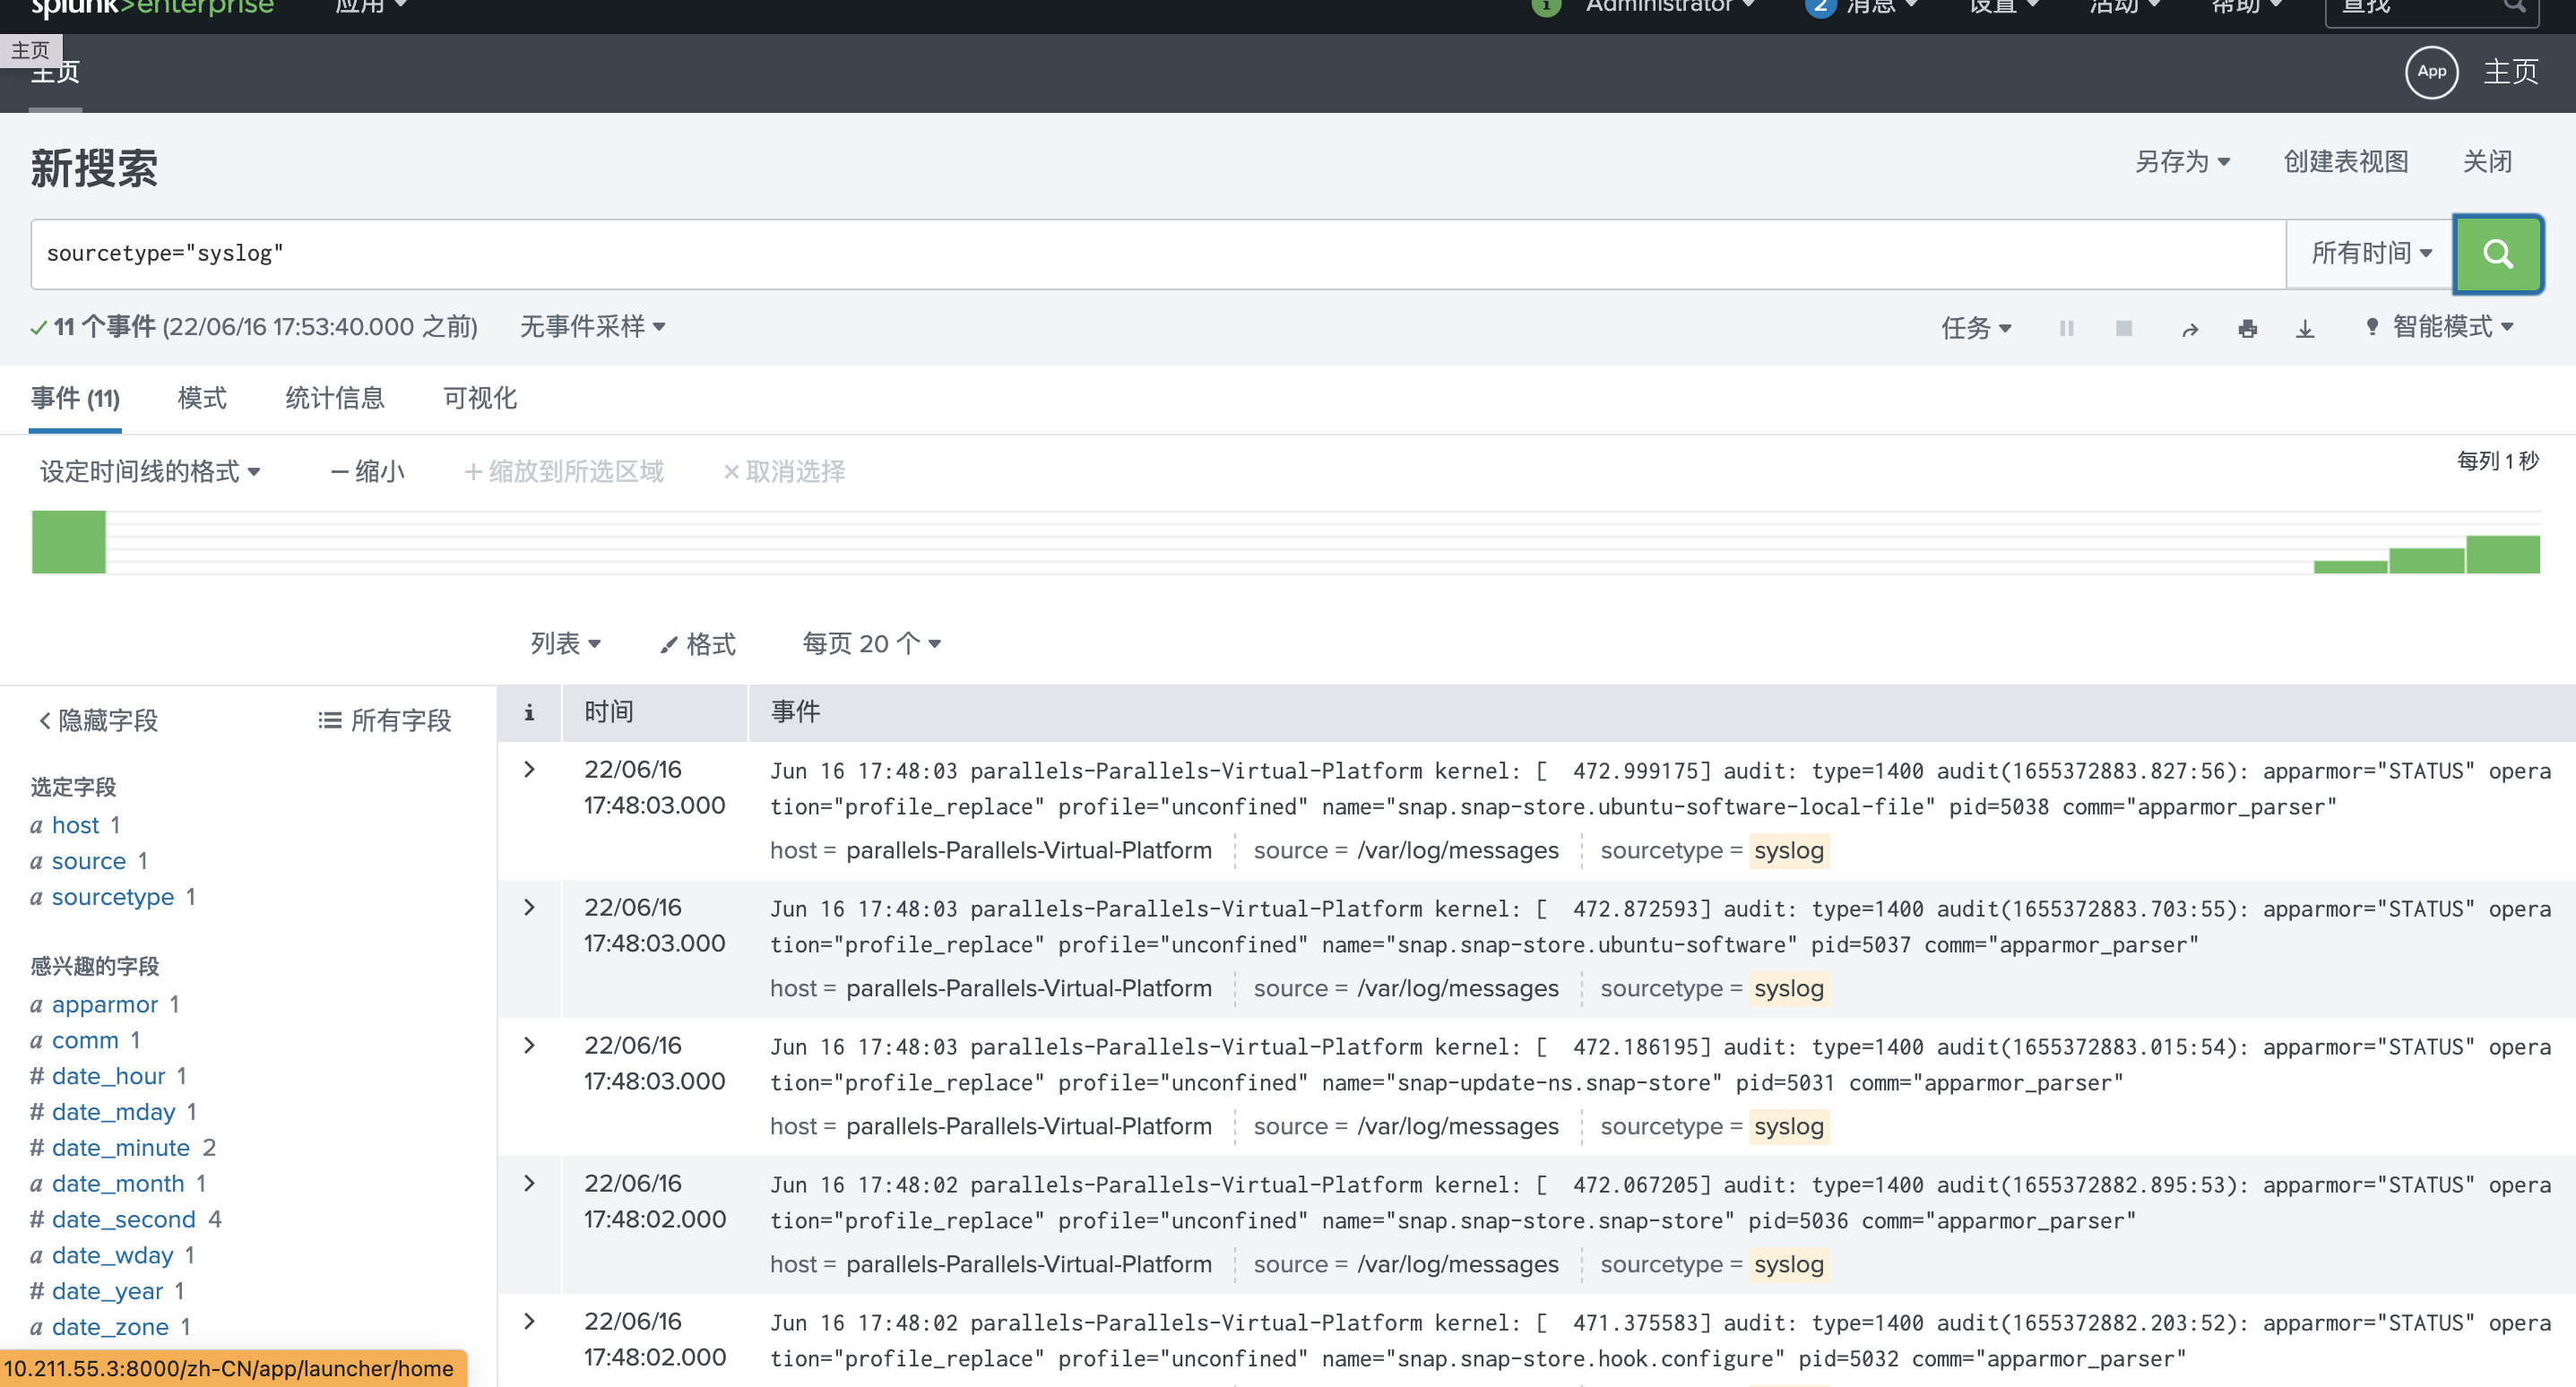 splunk>enterprise 应用 i Administrator 2 消息 设置 活动 帮助 查找
主页
主页 App 主页
新搜索 另存为 创建表视图 关闭
sourcetype="syslog" 所有时间
11 个事件 (22/06/16 17:53:40.000 之前) 无事件采样 任务 智能模式
事件 (11) 模式 统计信息 可视化
设定时间线的格式 — 缩小 + 缩放到所选区域 × 取消选择 每列 1 秒
列表 格式 每页 20 个
< 隐藏字段 所有字段
选定字段
a host 1
a source 1
a sourcetype 1
感兴趣的字段
a apparmor 1
a comm 1
# date_hour 1
# date_mday 1
# date_minute 2
a date_month 1
# date_second 4
a date_wday 1
# date_year 1
a date_zone 1
i 时间 事件
22/06/16 Jun 16 17:48:03 parallels-Parallels-Virtual-Platform kernel: [  472.999175] audit: type=1400 audit(1655372883.827:56): apparmor="STATUS" opera
17:48:03.000 tion="profile_replace" profile="unconfined" name="snap.snap-store.ubuntu-software-local-file" pid=5038 comm="apparmor_parser"
host = parallels-Parallels-Virtual-Platform source = /var/log/messages sourcetype = syslog
22/06/16 Jun 16 17:48:03 parallels-Parallels-Virtual-Platform kernel: [  472.872593] audit: type=1400 audit(1655372883.703:55): apparmor="STATUS" opera
17:48:03.000 tion="profile_replace" profile="unconfined" name="snap.snap-store.ubuntu-software" pid=5037 comm="apparmor_parser"
host = parallels-Parallels-Virtual-Platform source = /var/log/messages sourcetype = syslog
22/06/16 Jun 16 17:48:03 parallels-Parallels-Virtual-Platform kernel: [  472.186195] audit: type=1400 audit(1655372883.015:54): apparmor="STATUS" opera
17:48:03.000 tion="profile_replace" profile="unconfined" name="snap-update-ns.snap-store" pid=5031 comm="apparmor_parser"
host = parallels-Parallels-Virtual-Platform source = /var/log/messages sourcetype = syslog
22/06/16 Jun 16 17:48:02 parallels-Parallels-Virtual-Platform kernel: [  472.067205] audit: type=1400 audit(1655372882.895:53): apparmor="STATUS" opera
17:48:02.000 tion="profile_replace" profile="unconfined" name="snap.snap-store.snap-store" pid=5036 comm="apparmor_parser"
host = parallels-Parallels-Virtual-Platform source = /var/log/messages sourcetype = syslog
22/06/16 Jun 16 17:48:02 parallels-Parallels-Virtual-Platform kernel: [  471.375583] audit: type=1400 audit(1655372882.203:52): apparmor="STATUS" opera
17:48:02.000 tion="profile_replace" profile="unconfined" name="snap.snap-store.hook.configure" pid=5032 comm="apparmor_parser"
10.211.55.3:8000/zh-CN/app/launcher/home